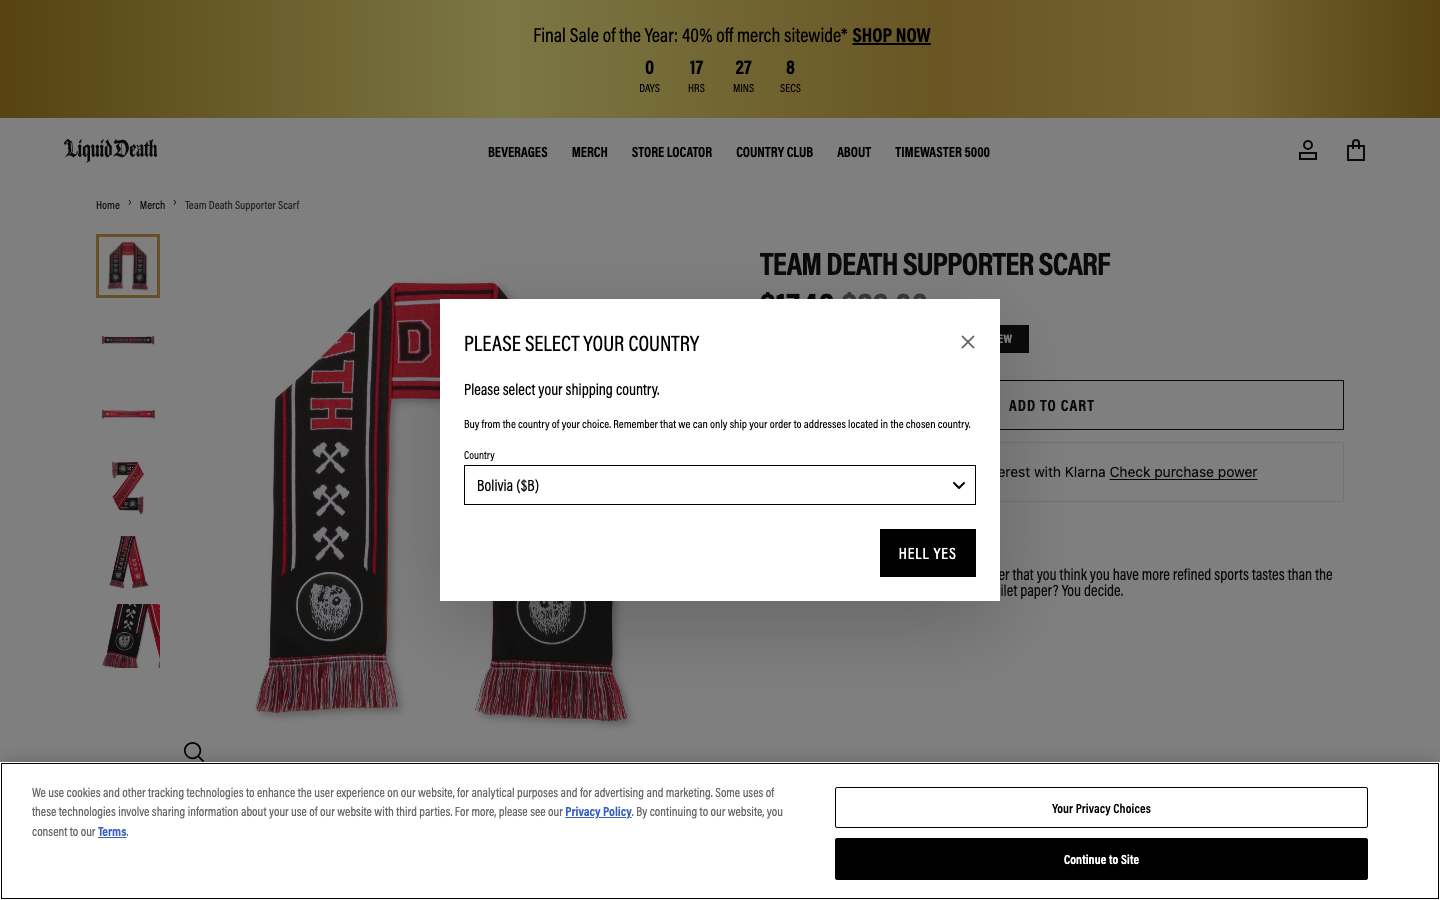 Final Sale of the Year: 40% off merch sitewide* SHOP NOW
0 17 27 8
DAYS HRS MINS SECS
Liquid Death
BEVERAGES MERCH STORE LOCATOR COUNTRY CLUB ABOUT TIMEWASTER 5000
Home › Merch › Team Death Supporter Scarf
TEAM DEATH SUPPORTER SCARF
PLEASE SELECT YOUR COUNTRY
Please select your shipping country.
Buy from the country of your choice. Remember that we can only ship your order to addresses located in the chosen country.
Country
Bolivia ($B)
HELL YES
ADD TO CART
with Klarna Check purchase power
that you think you have more refined sports tastes than the
paper? You decide.
We use cookies and other tracking technologies to enhance the user experience on our website, for analytical purposes and for advertising and marketing. Some uses of
these technologies involve sharing information about your use of our website with third parties. For more, please see our Privacy Policy. By continuing to our website, you
consent to our Terms.
Your Privacy Choices
Continue to Site